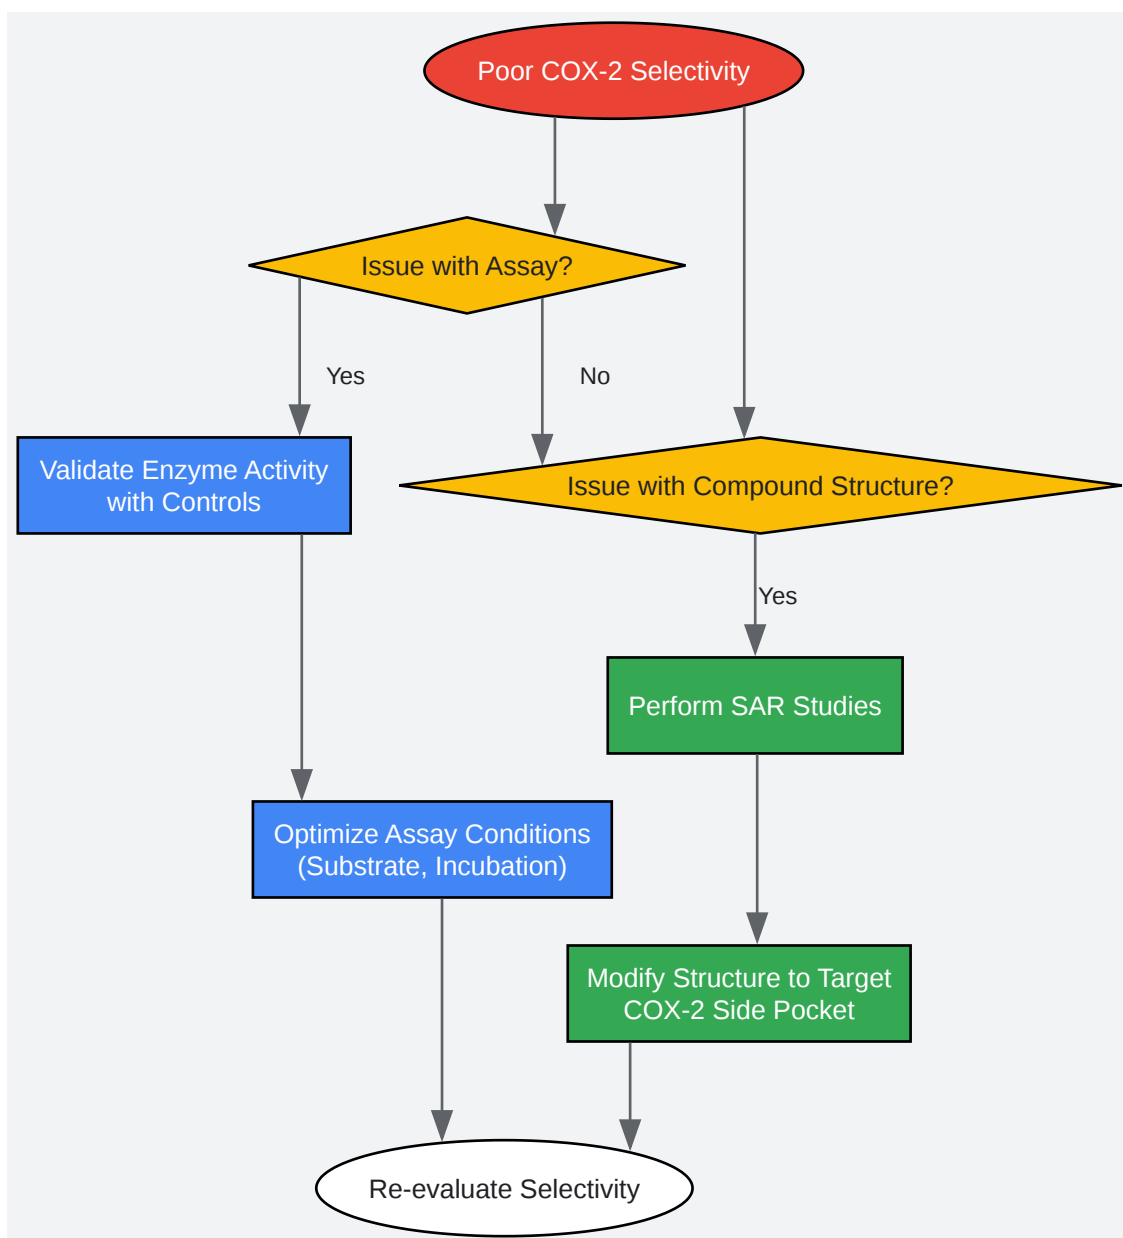 Poor COX-2 Selectivity
Issue with Assay?
Yes
No
Validate Enzyme Activity
with Controls
Issue with Compound Structure?
Yes
Perform SAR Studies
Optimize Assay Conditions
(Substrate, Incubation)
Modify Structure to Target
COX-2 Side Pocket
Re-evaluate Selectivity